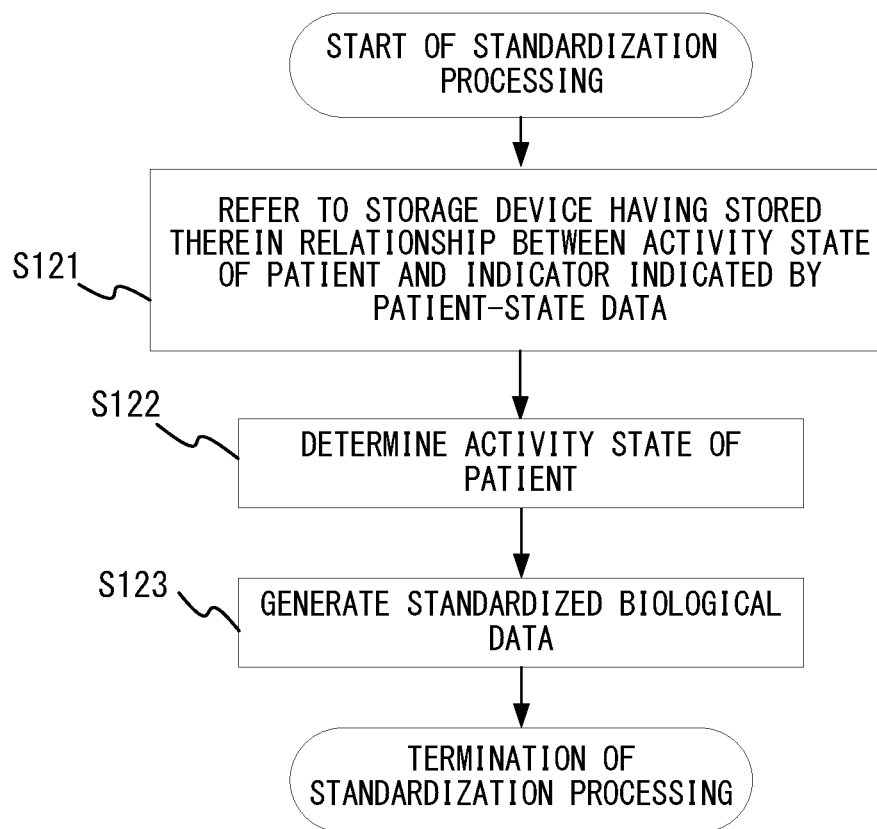 START OF STANDARDIZATION
PROCESSING
REFER TO STORAGE DEVICE HAVING STORED
THEREIN RELATIONSHIP BETWEEN ACTIVITY STATE
OF PATIENT AND INDICATOR INDICATED BY
PATIENT-STATE DATA
S121
S122
DETERMINE ACTIVITY STATE OF
PATIENT
S123
GENERATE STANDARDIZED BIOLOGICAL
DATA
TERMINATION OF
STANDARDIZATION PROCESSING